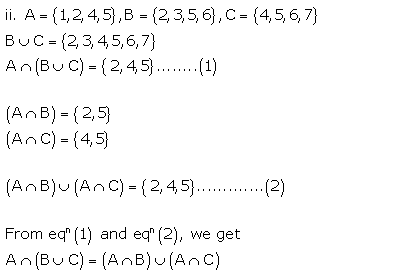 ii. A = {1,2,4,5}, B = {2,3,5,6}, C = {4,5,6,7}
B ∪ C = {2,3,4,5,6,7}
A ∩ (B ∪ C) = { 2,4,5}........(1)
(A ∩ B) = {2,5}
(A ∩ C) = {4,5}
(A ∩ B) ∪ (A ∩ C) = { 2,4,5}.............(2)
From eqⁿ (1) and eqⁿ (2), we get
A ∩ (B ∪ C) = (A ∩ B) ∪ (A ∩ C)